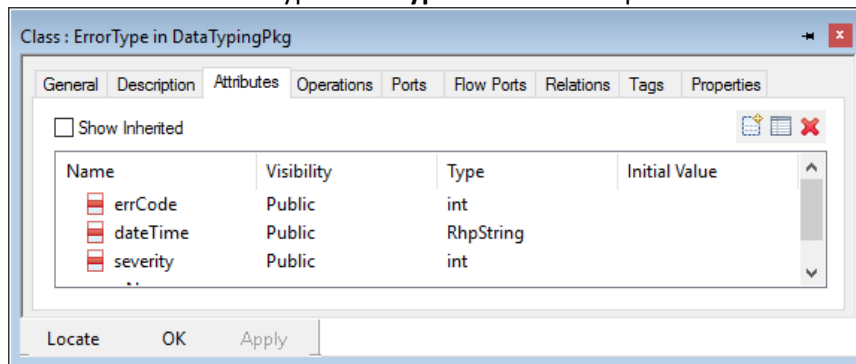 Class : ErrorType in DataTypingPkg
General Description Attributes Operations Ports Flow Ports Relations Tags Properties
Show Inherited
Name Visibility Type Initial Value
errCode Public int
dateTime Public RhpString
severity Public int
Locate OK Apply